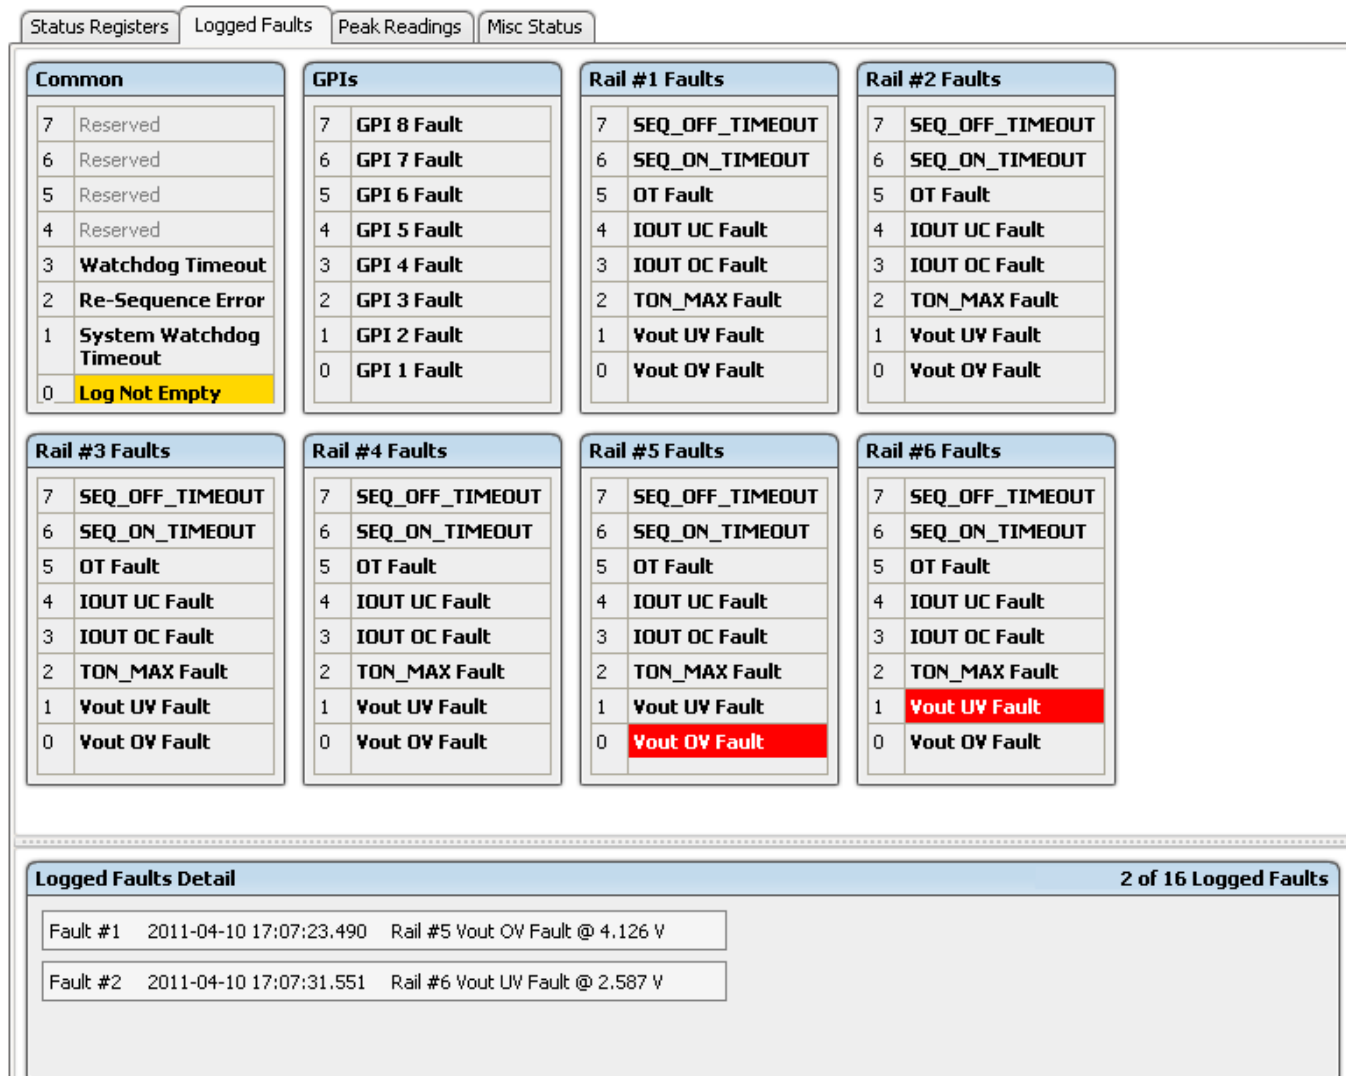 Status Registers Logged Faults Peak Readings Misc Status
Common
7 Reserved
6 Reserved
5 Reserved
4 Reserved
3 Watchdog Timeout
2 Re-Sequence Error
1 System Watchdog
Timeout
0 Log Not Empty
GPIs
7 GPI 8 Fault
6 GPI 7 Fault
5 GPI 6 Fault
4 GPI 5 Fault
3 GPI 4 Fault
2 GPI 3 Fault
1 GPI 2 Fault
0 GPI 1 Fault
Rail #1 Faults
7 SEQ_OFF_TIMEOUT
6 SEQ_ON_TIMEOUT
5 OT Fault
4 IOUT UC Fault
3 IOUT OC Fault
2 TON_MAX Fault
1 Vout UV Fault
0 Vout OV Fault
Rail #2 Faults
7 SEQ_OFF_TIMEOUT
6 SEQ_ON_TIMEOUT
5 OT Fault
4 IOUT UC Fault
3 IOUT OC Fault
2 TON_MAX Fault
1 Vout UV Fault
0 Vout OV Fault
Rail #3 Faults
7 SEQ_OFF_TIMEOUT
6 SEQ_ON_TIMEOUT
5 OT Fault
4 IOUT UC Fault
3 IOUT OC Fault
2 TON_MAX Fault
1 Vout UV Fault
0 Vout OV Fault
Rail #4 Faults
7 SEQ_OFF_TIMEOUT
6 SEQ_ON_TIMEOUT
5 OT Fault
4 IOUT UC Fault
3 IOUT OC Fault
2 TON_MAX Fault
1 Vout UV Fault
0 Vout OV Fault
Rail #5 Faults
7 SEQ_OFF_TIMEOUT
6 SEQ_ON_TIMEOUT
5 OT Fault
4 IOUT UC Fault
3 IOUT OC Fault
2 TON_MAX Fault
1 Vout UV Fault
0 Vout OV Fault
Rail #6 Faults
7 SEQ_OFF_TIMEOUT
6 SEQ_ON_TIMEOUT
5 OT Fault
4 IOUT UC Fault
3 IOUT OC Fault
2 TON_MAX Fault
1 Vout UV Fault
0 Vout OV Fault
Logged Faults Detail 2 of 16 Logged Faults
Fault #1 2011-04-10 17:07:23.490 Rail #5 Vout OV Fault @ 4.126 V
Fault #2 2011-04-10 17:07:31.551 Rail #6 Vout UV Fault @ 2.587 V